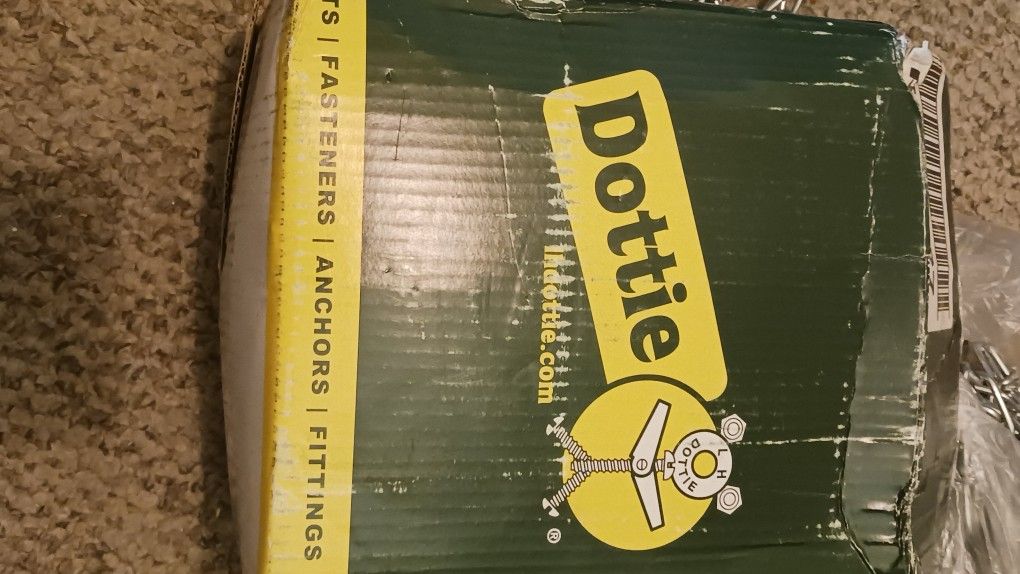 TS | FASTENERS | ANCHORS | FITTINGS
Dottie
lhdottie.com
L H
DOTTIE
®